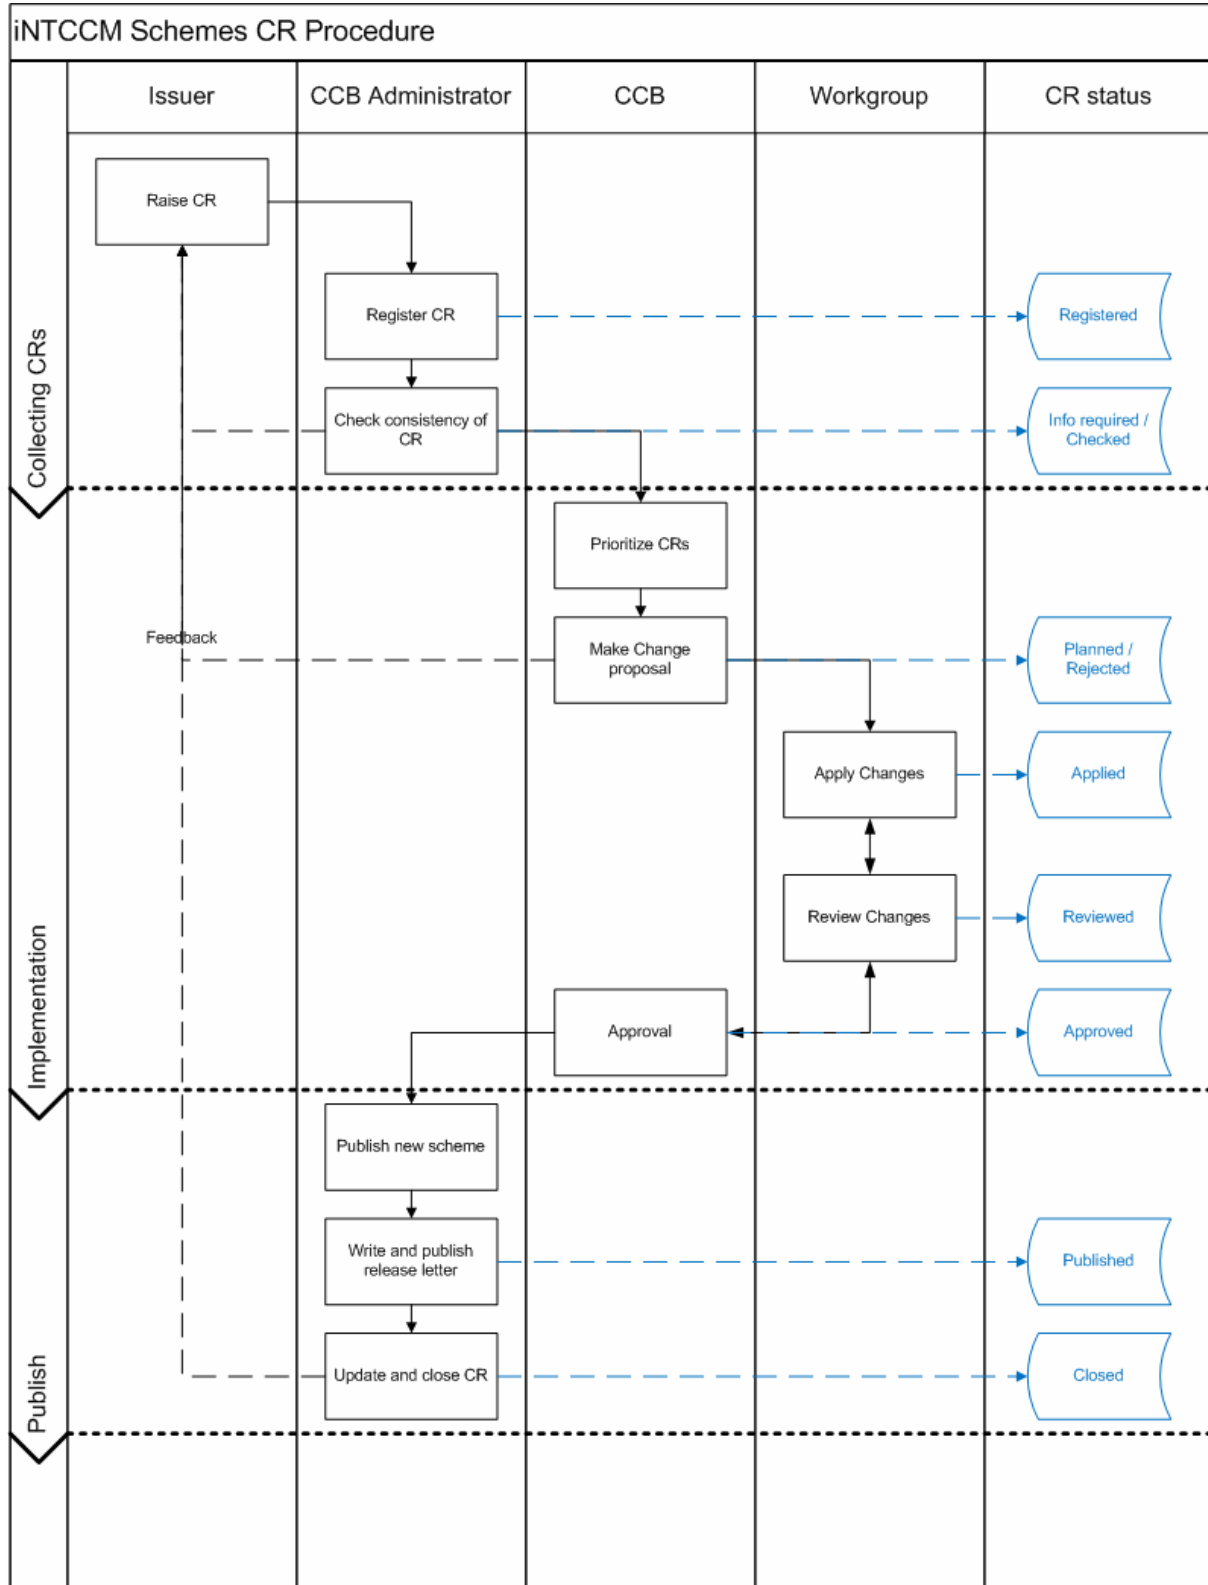 iNTCCM Schemes CR Procedure
Issuer
CCB Administrator
CCB
Workgroup
CR status
Collecting CRs
Raise CR
Register CR
Registered
Check consistency of
CR
Info required /
Checked
Implementation
Prioritize CRs
Feedback
Make Change
proposal
Planned /
Rejected
Apply Changes
Applied
Review Changes
Reviewed
Approval
Approved
Publish
Publish new scheme
Write and publish
release letter
Published
Update and close CR
Closed